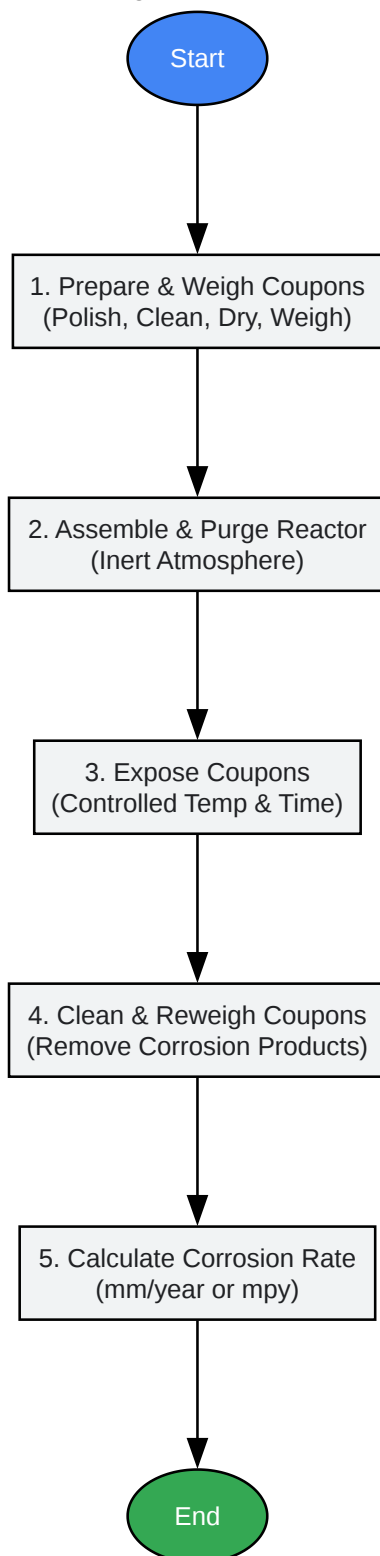 Start
1. Prepare & Weigh Coupons
(Polish, Clean, Dry, Weigh)
2. Assemble & Purge Reactor
(Inert Atmosphere)
3. Expose Coupons
(Controlled Temp & Time)
4. Clean & Reweigh Coupons
(Remove Corrosion Products)
5. Calculate Corrosion Rate
(mm/year or mpy)
End